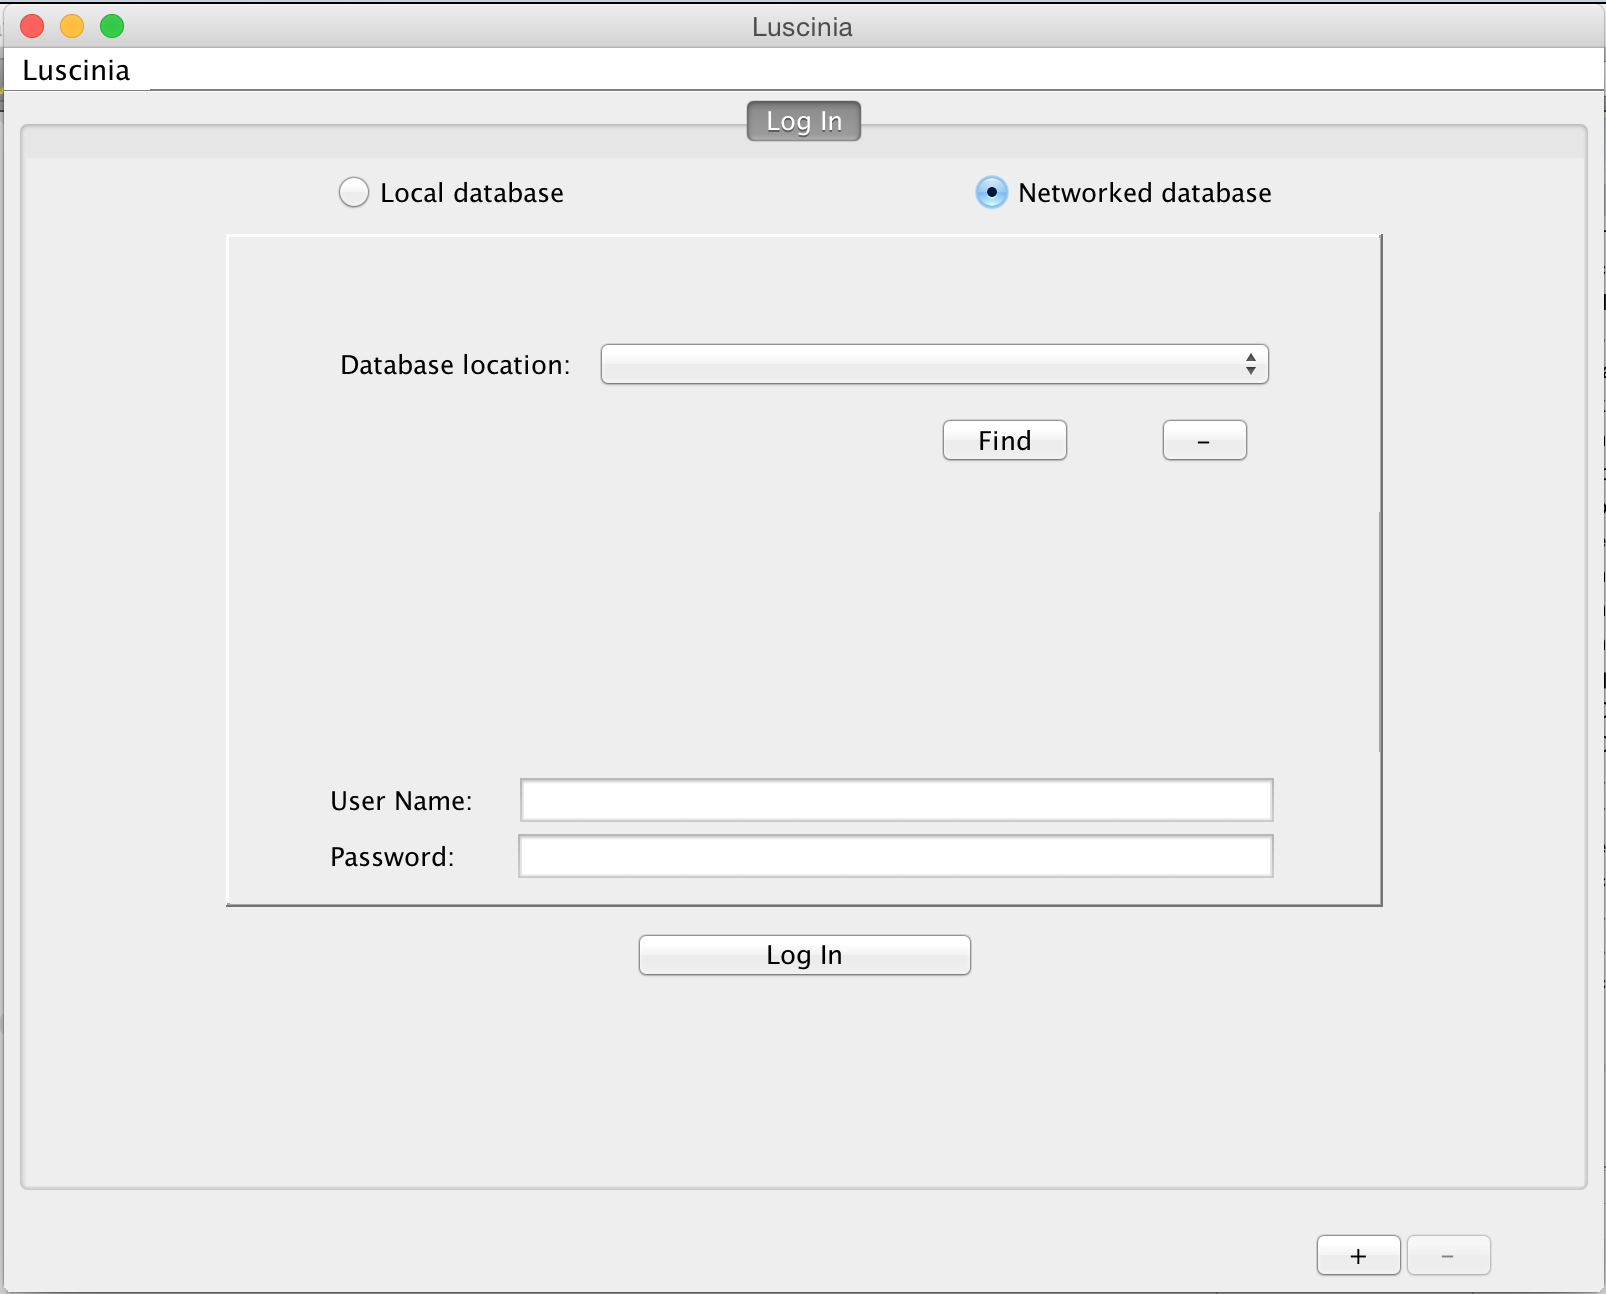 Luscinia
Luscinia
Log In
Local database
Networked database
Database location:
Find
-
User Name:
Password:
Log In
+
-